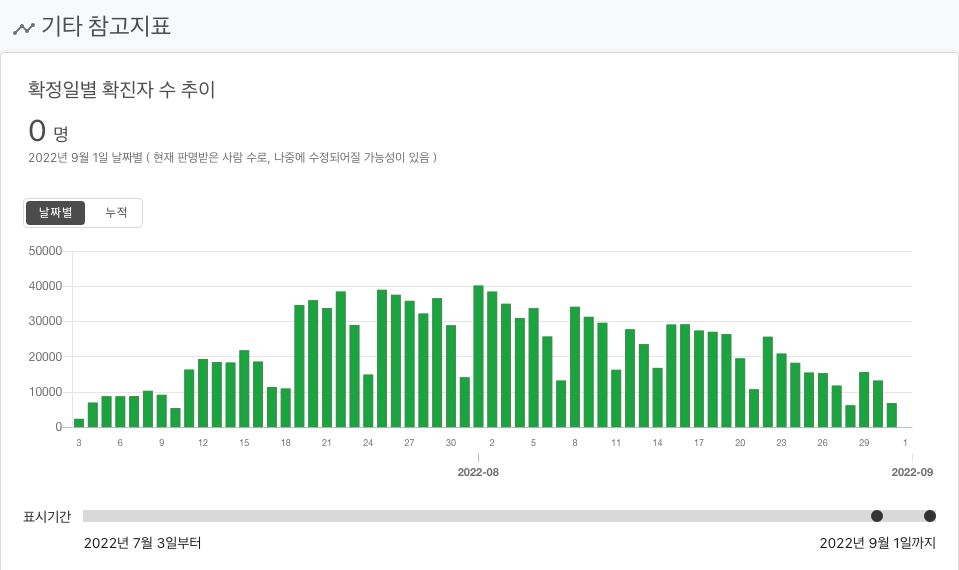 기타 참고지표
확정일별 확진자 수 추이
0 명
2022년 9월 1일 날짜별 ( 현재 판명받은 사람 수로, 나중에 수정되어질 가능성이 있음 )
날짜별 누적
50000
40000
30000
20000
10000
0
3 6 9 12 15 18 21 24 27 30 2 5 8 11 14 17 20 23 26 29 1
2022-08 2022-09
표시기간
2022년 7월 3일부터 2022년 9월 1일까지